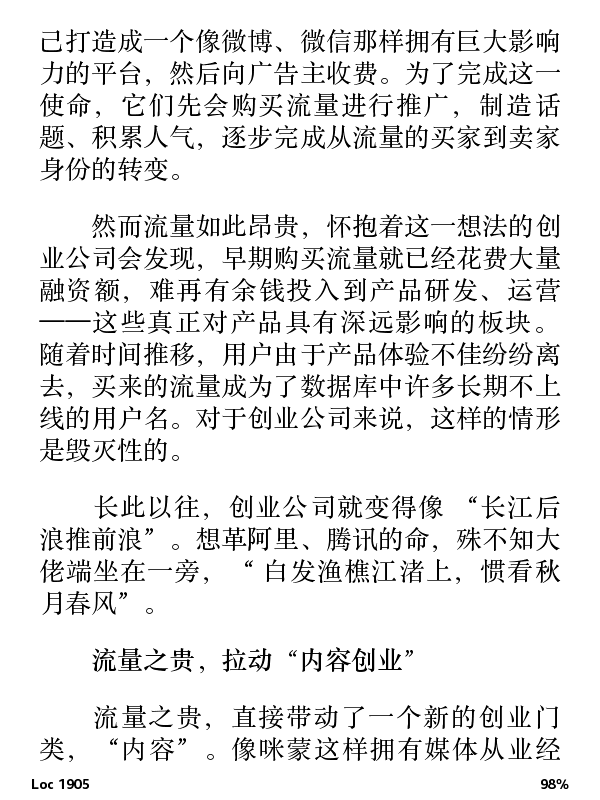 己打造成一个像微博、微信那样拥有巨大影响
力的平台，然后向广告主收费。为了完成这一
使命，它们先会购买流量进行推广，制造话
题、积累人气，逐步完成从流量的买家到卖家
身份的转变。
然而流量如此昂贵，怀抱着这一想法的创
业公司会发现，早期购买流量就已经花费大量
融资额，难再有余钱投入到产品研发、运营
——这些真正对产品具有深远影响的板块。
随着时间推移，用户由于产品体验不佳纷纷离
去，买来的流量成为了数据库中许多长期不上
线的用户名。对于创业公司来说，这样的情形
是毁灭性的。
长此以往，创业公司就变得像 “长江后
浪推前浪” 。想革阿里、腾讯的命，殊不知大
佬端坐在一旁， “ 白发渔樵江渚上，惯看秋
月春风” 。
流量之贵，拉动“内容创业”
流量之贵，直接带动了一个新的创业门
类， “内容” 。像咪蒙这样拥有媒体从业经
Loc 1905 98%